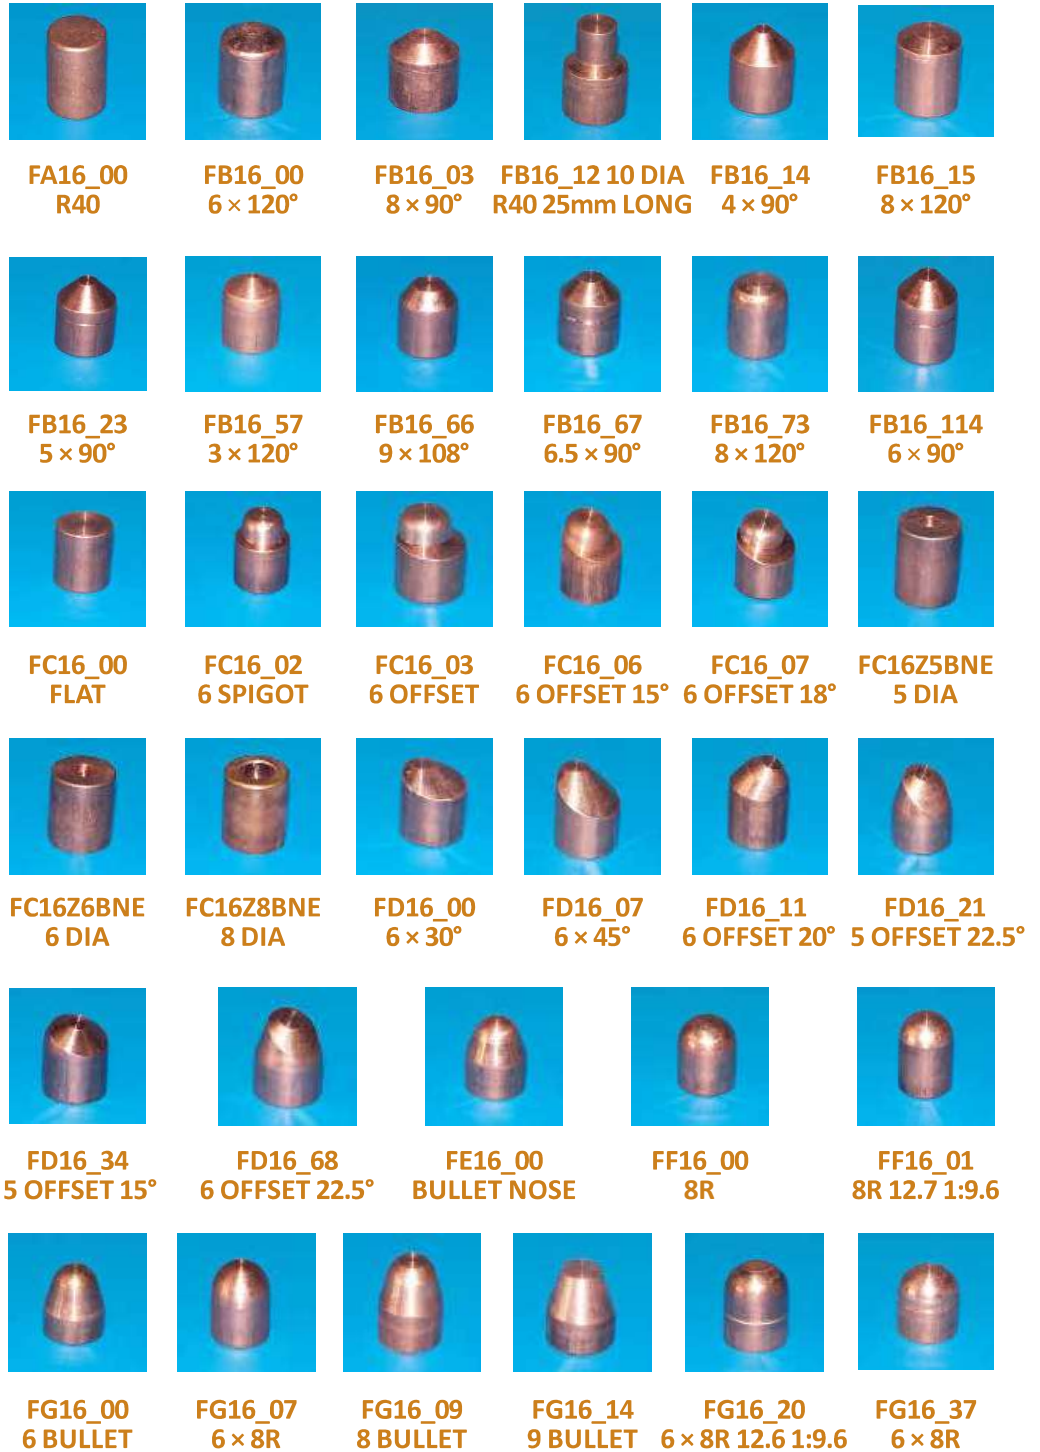 FA16_00
R40
FB16_00
6 × 120°
FB16_03
8 × 90°
FB16_12 10 DIA
R40 25mm LONG
FB16_14
4 × 90°
FB16_15
8 × 120°
FB16_23
5 × 90°
FB16_57
3 × 120°
FB16_66
9 × 108°
FB16_67
6.5 × 90°
FB16_73
8 × 120°
FB16_114
6 × 90°
FC16_00
FLAT
FC16_02
6 SPIGOT
FC16_03
6 OFFSET
FC16_06
6 OFFSET 15°
FC16_07
6 OFFSET 18°
FC16Z5BNE
5 DIA
FC16Z6BNE
6 DIA
FC16Z8BNE
8 DIA
FD16_00
6 × 30°
FD16_07
6 × 45°
FD16_11
6 OFFSET 20°
FD16_21
5 OFFSET 22.5°
FD16_34
5 OFFSET 15°
FD16_68
6 OFFSET 22.5°
FE16_00
BULLET NOSE
FF16_00
8R
FF16_01
8R 12.7 1:9.6
FG16_00
6 BULLET
FG16_07
6 × 8R
FG16_09
8 BULLET
FG16_14
9 BULLET
FG16_20
6 × 8R 12.6 1:9.6
FG16_37
6 × 8R